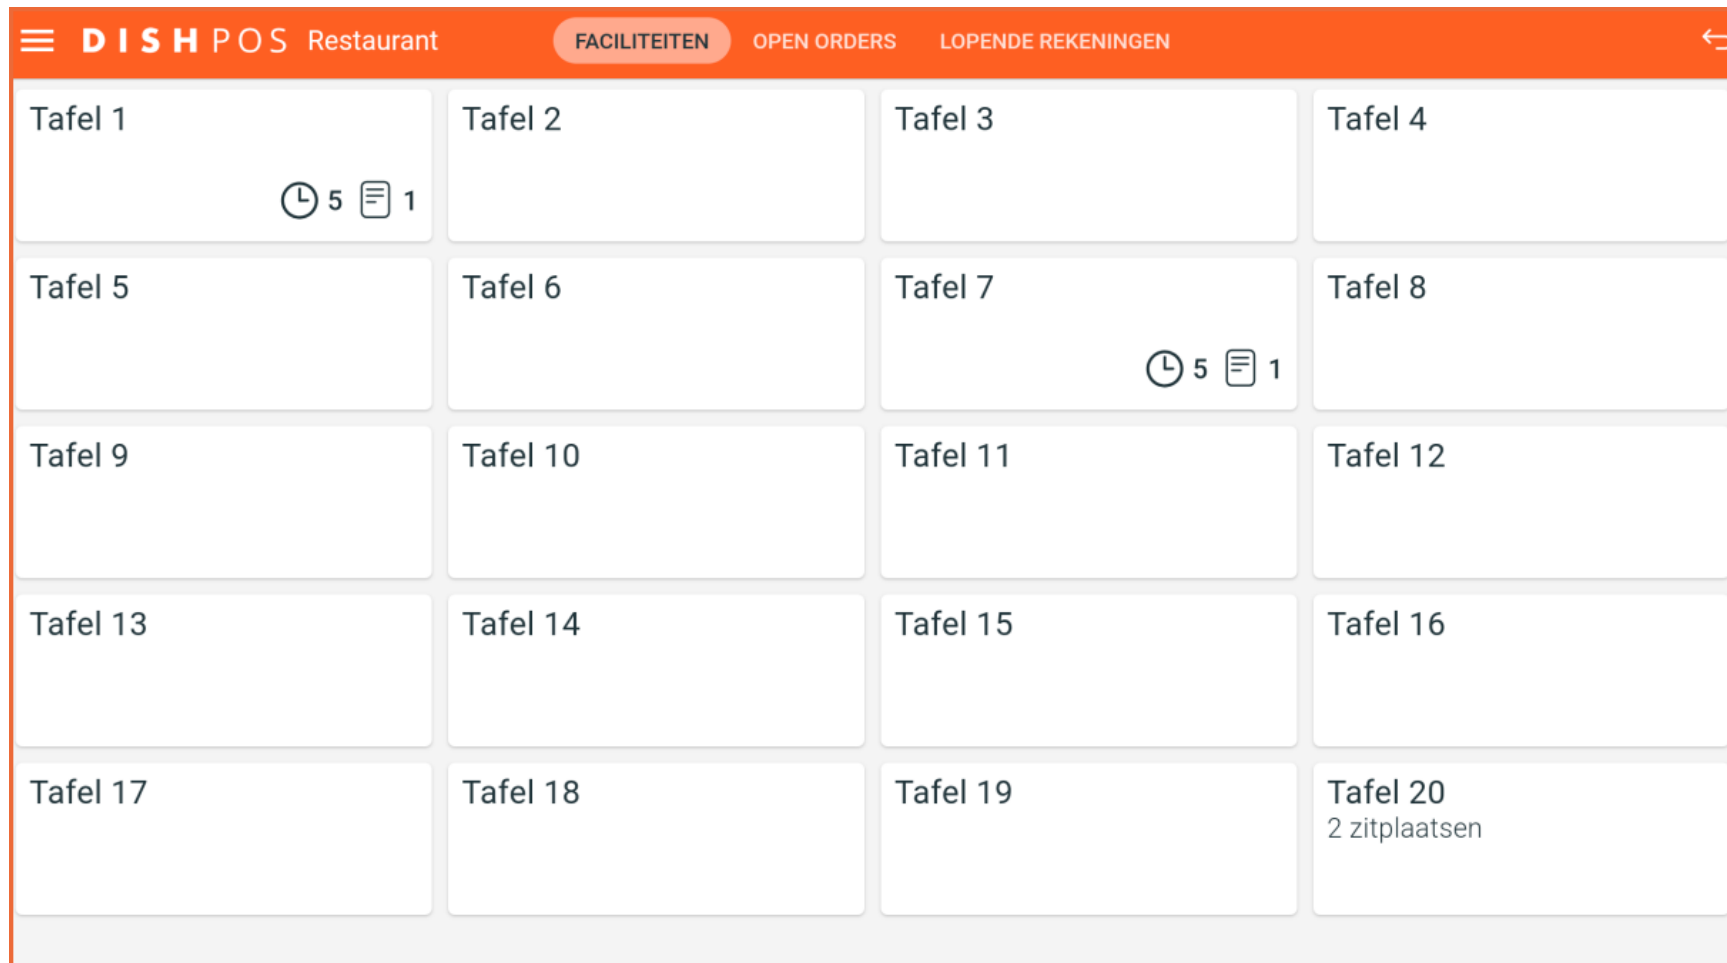 DISH POS Restaurant FACILITEITEN OPEN ORDERS LOPENDE REKENINGEN
Tafel 1 Tafel 2 Tafel 3 Tafel 4
5 1
Tafel 5 Tafel 6 Tafel 7 Tafel 8
5 1
Tafel 9 Tafel 10 Tafel 11 Tafel 12
Tafel 13 Tafel 14 Tafel 15 Tafel 16
Tafel 17 Tafel 18 Tafel 19 Tafel 20
2 zitplaatsen